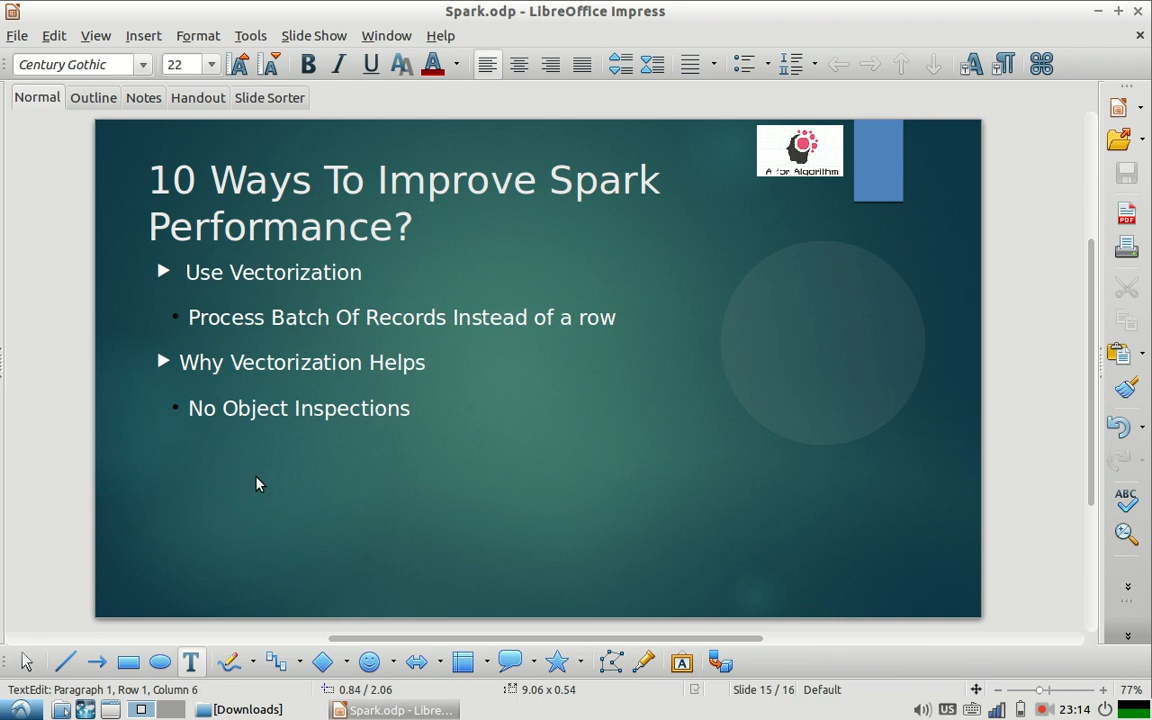 Spark.odp - LibreOffice Impress
File Edit View Insert Format Tools Slide Show Window Help
Century Gothic 22
Normal Outline Notes Handout Slide Sorter
A for Algorithm
10 Ways To Improve Spark
Performance?
Use Vectorization
Process Batch Of Records Instead of a row
Why Vectorization Helps
No Object Inspections
TextEdit: Paragraph 1, Row 1, Column 6 0.84 / 2.06 9.06 x 0.54 Slide 15 / 16 Default 77%
[Downloads] Spark.odp - Libre... US 23:14